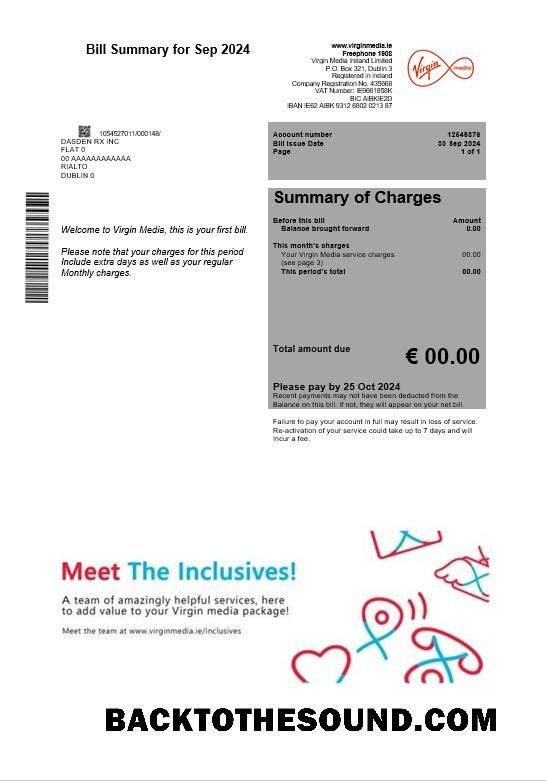 Bill Summary for Sep 2024
www.virginmedia.ie
Freephone 1908
Virgin Media Ireland Limited
P.O. Box 321, Dublin 3
Registered in Ireland
Company Registration No. 435668
VAT Number: IE9661858K
BIC AIBKIE2D
IBAN IE62 AIBK 9312 6802 0213 87
Virgin media
1054527011/000148/
DASDEN RX INC
FLAT 0
00 AAAAAAAAAAAA
RIALTO
DUBLIN 0
Account number 12548876
Bill Issue Date 30 Sep 2024
Page 1 of 1
Welcome to Virgin Media, this is your first bill.
Please note that your charges for this period
Include extra days as well as your regular
Monthly charges.
Summary of Charges
Before this bill Amount
Balance brought forward 0.00
This month's charges
Your Virgin Media service charges 00.00
(see page 3)
This period's total 00.00
Total amount due € 00.00
Please pay by 25 Oct 2024
Recent payments may not have been deducted from the
Balance on this bill. If not, they will appear on your net bill.
Failure to pay your account in full may result in loss of service.
Re-activation of your service could take up to 7 days and will
incur a fee.
Meet The Inclusives!
A team of amazingly helpful services, here
to add value to your Virgin media package!
Meet the team at www.virginmedia.ie/inclusives
BACKTOTHESOUND.COM